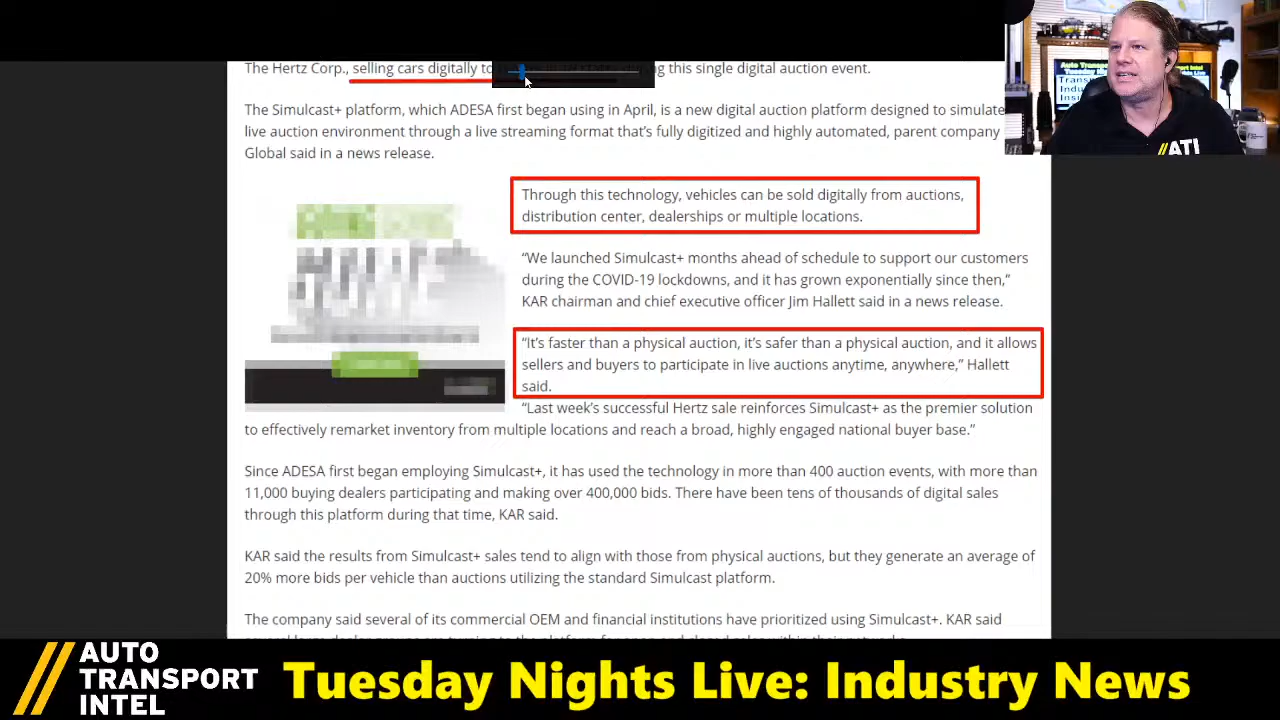 The Hertz Corp., selling cars digitally to this single digital auction event.
The Simulcast+ platform, which ADESA first began using in April, is a new digital auction platform designed to simulate
live auction environment through a live streaming format that's fully digitized and highly automated, parent company
Global said in a news release.
Through this technology, vehicles can be sold digitally from auctions,
distribution center, dealerships or multiple locations.
“We launched Simulcast+ months ahead of schedule to support our customers
during the COVID-19 lockdowns, and it has grown exponentially since then,”
KAR chairman and chief executive officer Jim Hallett said in a news release.
“It's faster than a physical auction, it's safer than a physical auction, and it allows
sellers and buyers to participate in live auctions anytime, anywhere,” Hallett
said.
“Last week's successful Hertz sale reinforces Simulcast+ as the premier solution
to effectively remarket inventory from multiple locations and reach a broad, highly engaged national buyer base.”
Since ADESA first began employing Simulcast+, it has used the technology in more than 400 auction events, with more than
11,000 buying dealers participating and making over 400,000 bids. There have been tens of thousands of digital sales
through this platform during that time, KAR said.
KAR said the results from Simulcast+ sales tend to align with those from physical auctions, but they generate an average of
20% more bids per vehicle than auctions utilizing the standard Simulcast platform.
The company said several of its commercial OEM and financial institutions have prioritized using Simulcast+. KAR said
ATI
AUTO
TRANSPORT
INTEL
Tuesday Nights Live: Industry News